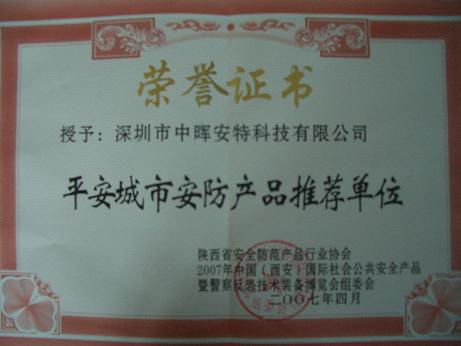 荣誉证书
授予：深圳市中晖安特科技有限公司
平安城市安防产品推荐单位
陕西省安全防范产品行业协会
2007年中国（西安）国际社会公共安全产品
暨警察反恐技术装备博览会组委会
二〇〇七年四月